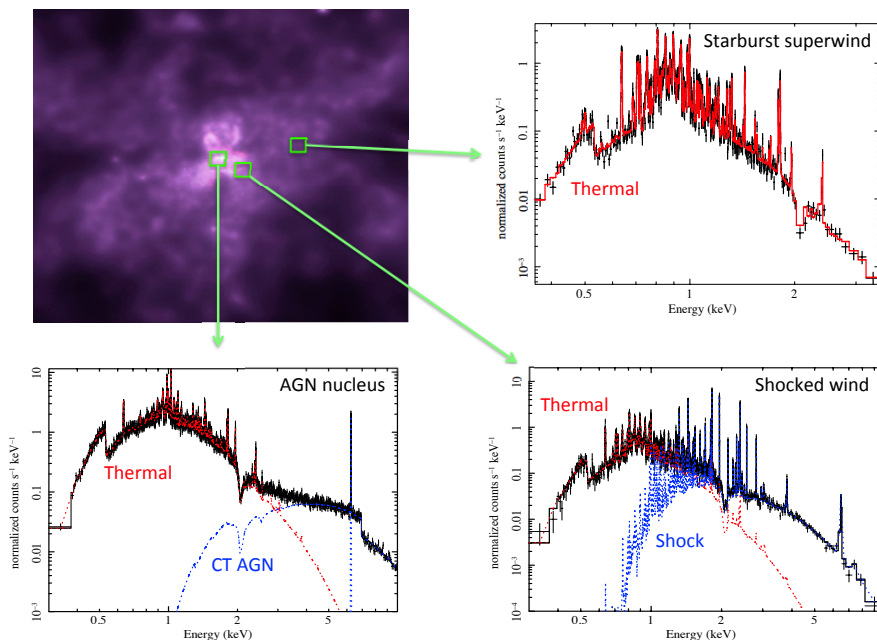 Starburst superwind
normalized counts s⁻¹ keV⁻¹
1
0.1
0.01
10⁻³
Thermal
0.5 1 2
Energy (keV)
AGN nucleus
normalized counts s⁻¹ keV⁻¹
10
1
0.1
0.01
10⁻³
Thermal
CT AGN
0.5 1 2 5
Energy (keV)
Shocked wind
normalized counts s⁻¹ keV⁻¹
10
1
0.1
0.01
10⁻³
10⁻⁴
Thermal
Shock
0.5 1 2 5
Energy (keV)